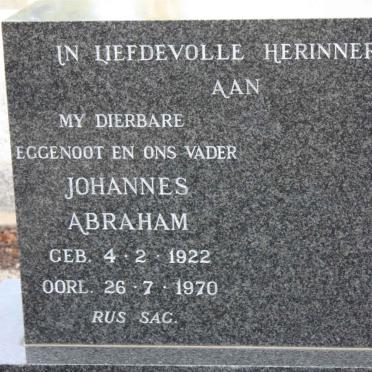 IN LIEFDEVOLLE HERINNER
AAN
MY DIERBARE
EGGENOOT EN ONS VADER
JOHANNES
ABRAHAM
GEB. 4·2·1922
OORL. 26·7·1970
RUS SAG.